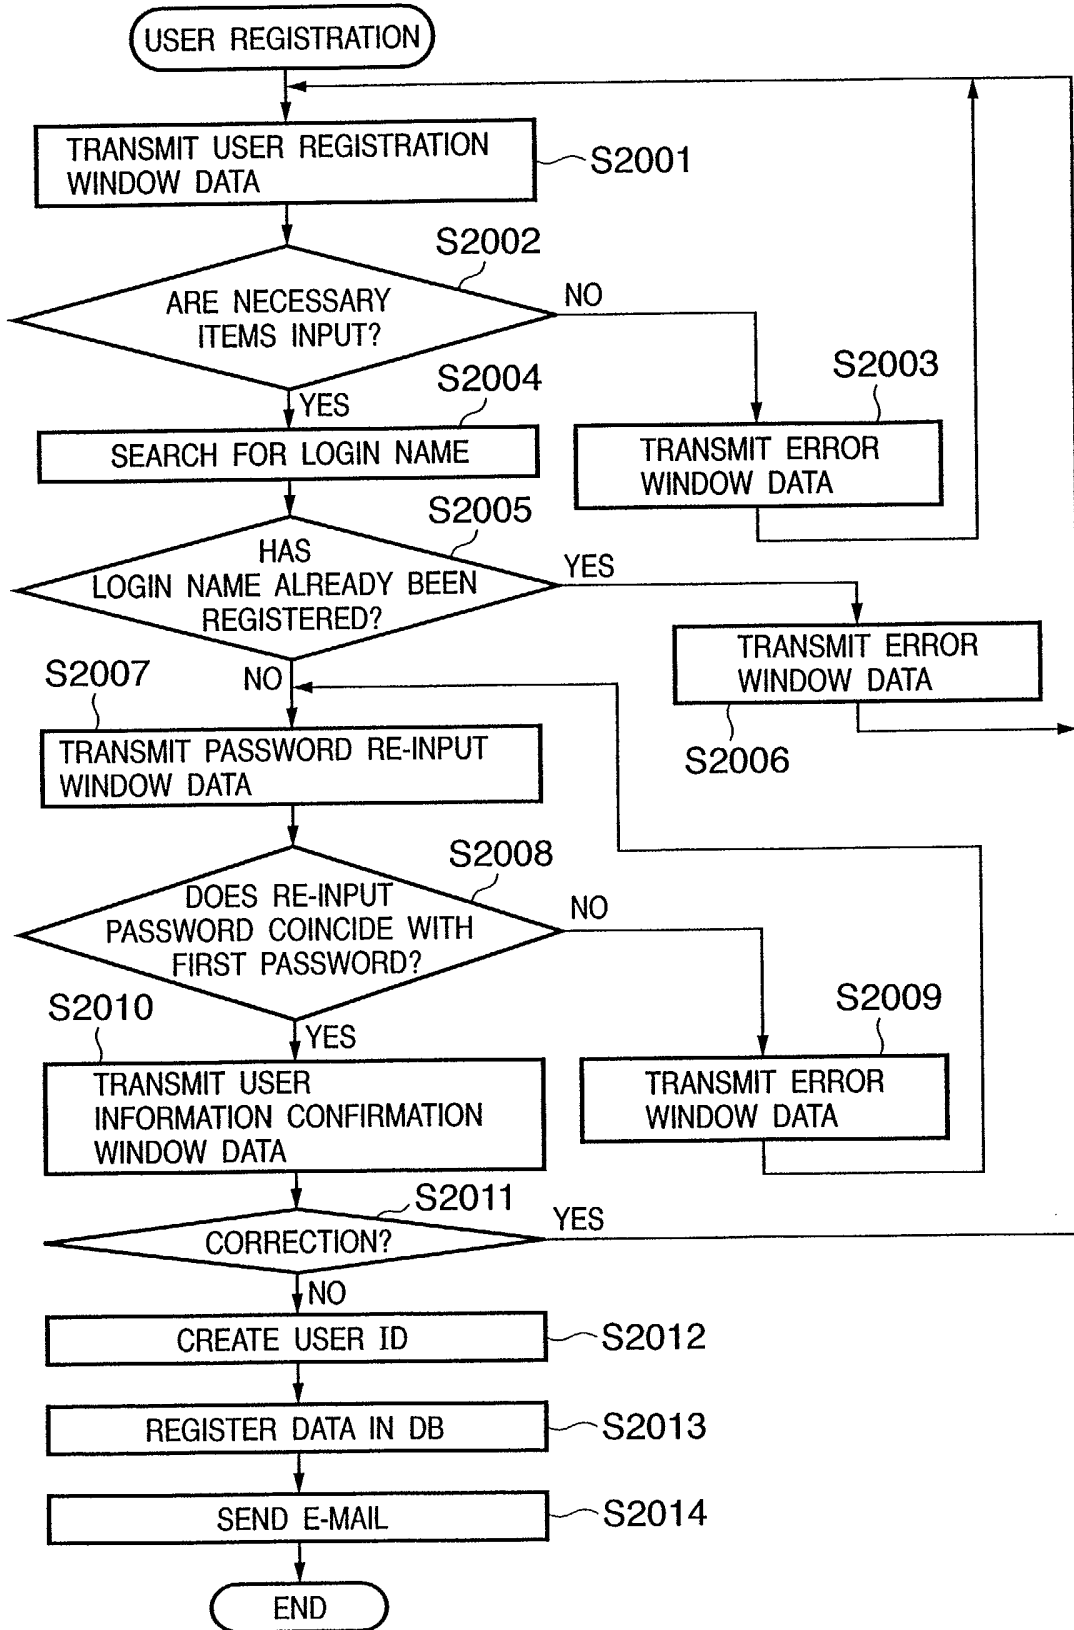 USER REGISTRATION
TRANSMIT USER REGISTRATION
WINDOW DATA
S2001
S2002
ARE NECESSARY
ITEMS INPUT?
NO
YES
S2003
TRANSMIT ERROR
WINDOW DATA
S2004
SEARCH FOR LOGIN NAME
S2005
HAS
LOGIN NAME ALREADY BEEN
REGISTERED?
YES
NO
TRANSMIT ERROR
WINDOW DATA
S2006
S2007
TRANSMIT PASSWORD RE-INPUT
WINDOW DATA
S2008
DOES RE-INPUT
PASSWORD COINCIDE WITH
FIRST PASSWORD?
NO
YES
S2009
TRANSMIT ERROR
WINDOW DATA
S2010
TRANSMIT USER
INFORMATION CONFIRMATION
WINDOW DATA
S2011
CORRECTION?
YES
NO
CREATE USER ID
S2012
REGISTER DATA IN DB
S2013
SEND E-MAIL
S2014
END